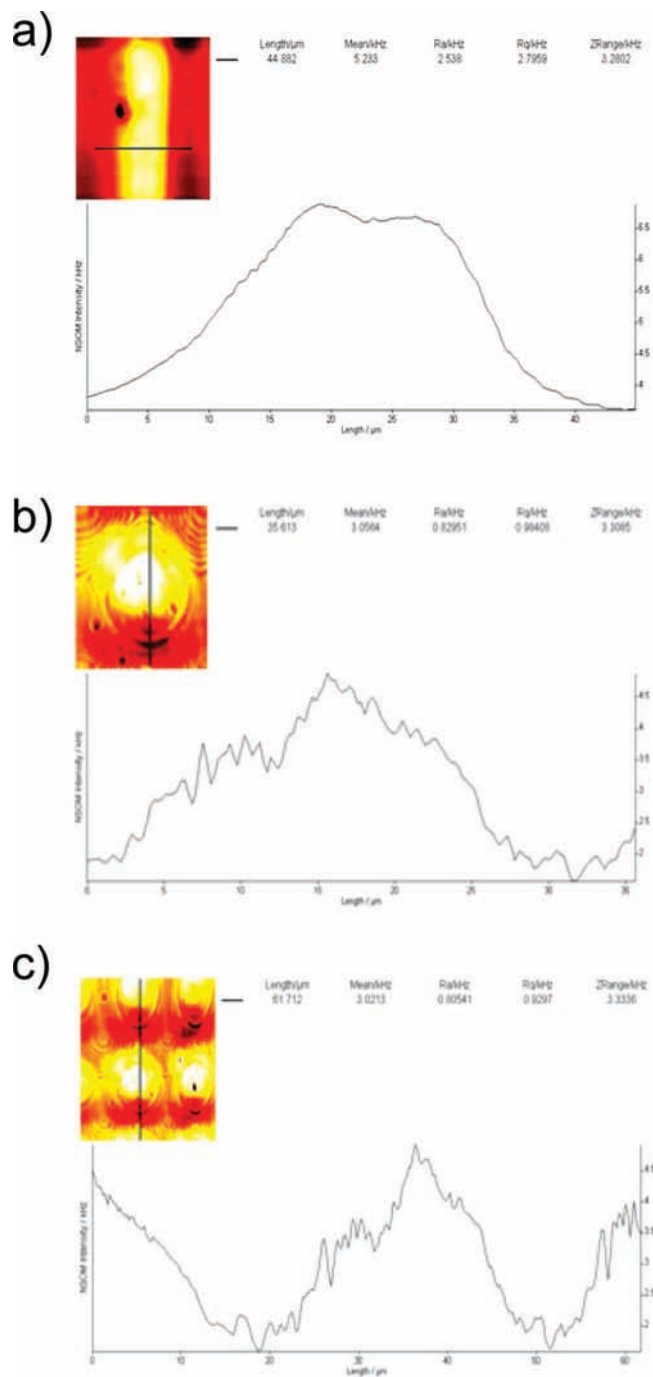 a)
Length/µm Mean/kHz Ra/kHz Rq/kHz ZRange/kHz
44.882 5.233 2.538 2.7959 3.2802
NSOM Intensity / kHz
6.5
6
5.5
5
4.5
4
0 5 10 15 20 25 30 35 40
Length / µm
b)
Length/µm Mean/kHz Ra/kHz Rq/kHz ZRange/kHz
35.613 3.0564 0.82951 0.98408 3.3085
NSOM Intensity / kHz
4.5
4
3.5
3
2.5
2
0 5 10 15 20 25 30 35
Length / µm
c)
Length/µm Mean/kHz Ra/kHz Rq/kHz ZRange/kHz
61.712 3.0213 0.80541 0.9297 3.3336
NSOM Intensity / kHz
4.5
4
3.5
3
2.5
2
0 10 20 30 40 50 60
Length / µm